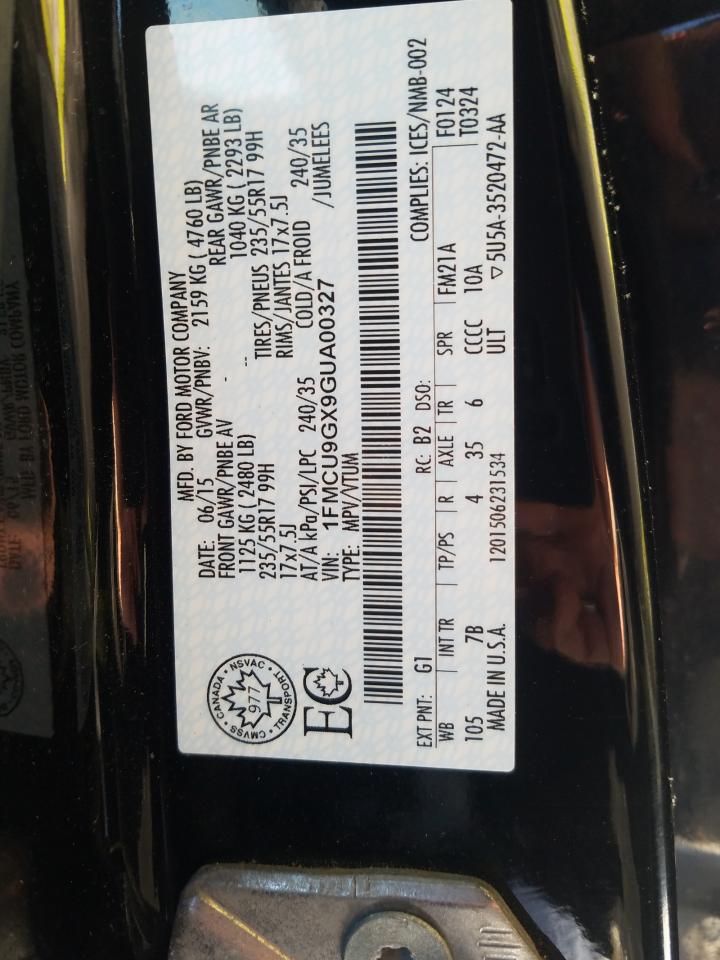 MFD. BY FORD MOTOR COMPANY
DATE: 06/15 GVWR/PNBV: 2159 KG ( 4760 LB)
FRONT GAWR/PNBE AV REAR GAWR/PNBE AR
1125 KG ( 2480 LB) - 1040 KG ( 2293 LB)
235/55R17 99H -- TIRES/PNEUS 235/55R17 99H
17x7.5J RIMS/JANTES 17x7.5J
AT/A kPa/PSI/LPC 240/35 COLD/A FROID 240/35
VIN: 1FMCU9GX9GUA00327 /JUMELEES
TYPE: MPV/VTUM
CMVSS • CANADA • NSVAC • TRANSPORT •
977
EC
COMPLIES: ICES/NMB-002
EXT PNT: G1 RC: B2 DSO:
WB INT TR TP/PS R AXLE TR SPR FM21A F0124
105 7B 4 35 6 CCCC 10A T0324
ULT
MADE IN U.S.A. 1201506231534 ▽5U5A-3520472-AA